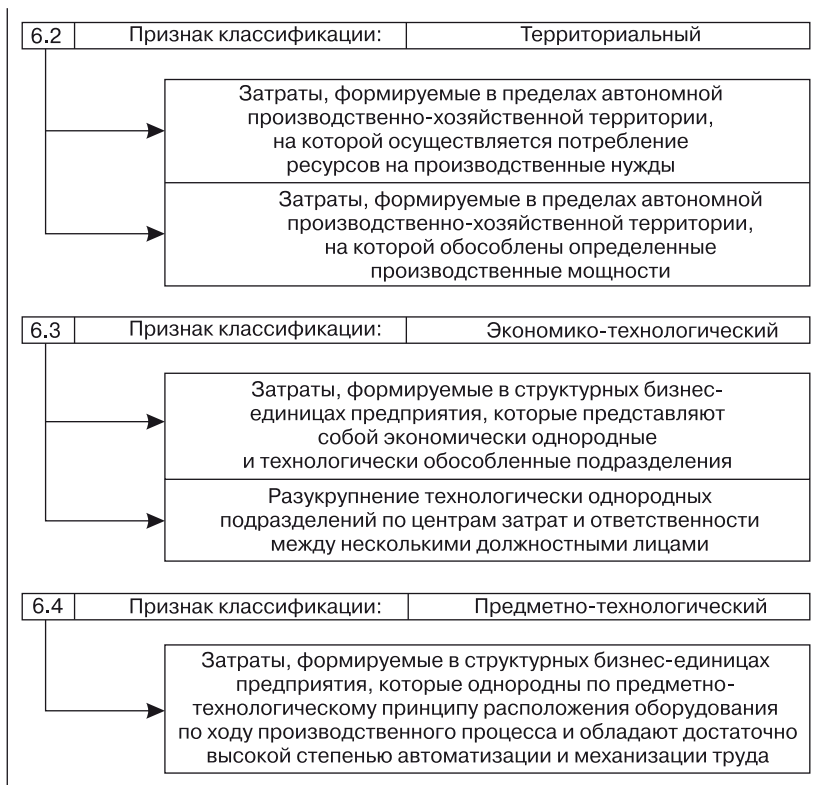 6.2 Признак классификации: Территориальный
Затраты, формируемые в пределах автономной
производственно-хозяйственной территории,
на которой осуществляется потребление
ресурсов на производственные нужды
Затраты, формируемые в пределах автономной
производственно-хозяйственной территории,
на которой обособлены определенные
производственные мощности
6.3 Признак классификации: Экономико-технологический
Затраты, формируемые в структурных бизнес-
единицах предприятия, которые представляют
собой экономически однородные
и технологически обособленные подразделения
Разукрупнение технологически однородных
подразделений по центрам затрат и ответственности
между несколькими должностными лицами
6.4 Признак классификации: Предметно-технологический
Затраты, формируемые в структурных бизнес-единицах
предприятия, которые однородны по предметно-
технологическому принципу расположения оборудования
по ходу производственного процесса и обладают достаточно
высокой степенью автоматизации и механизации труда